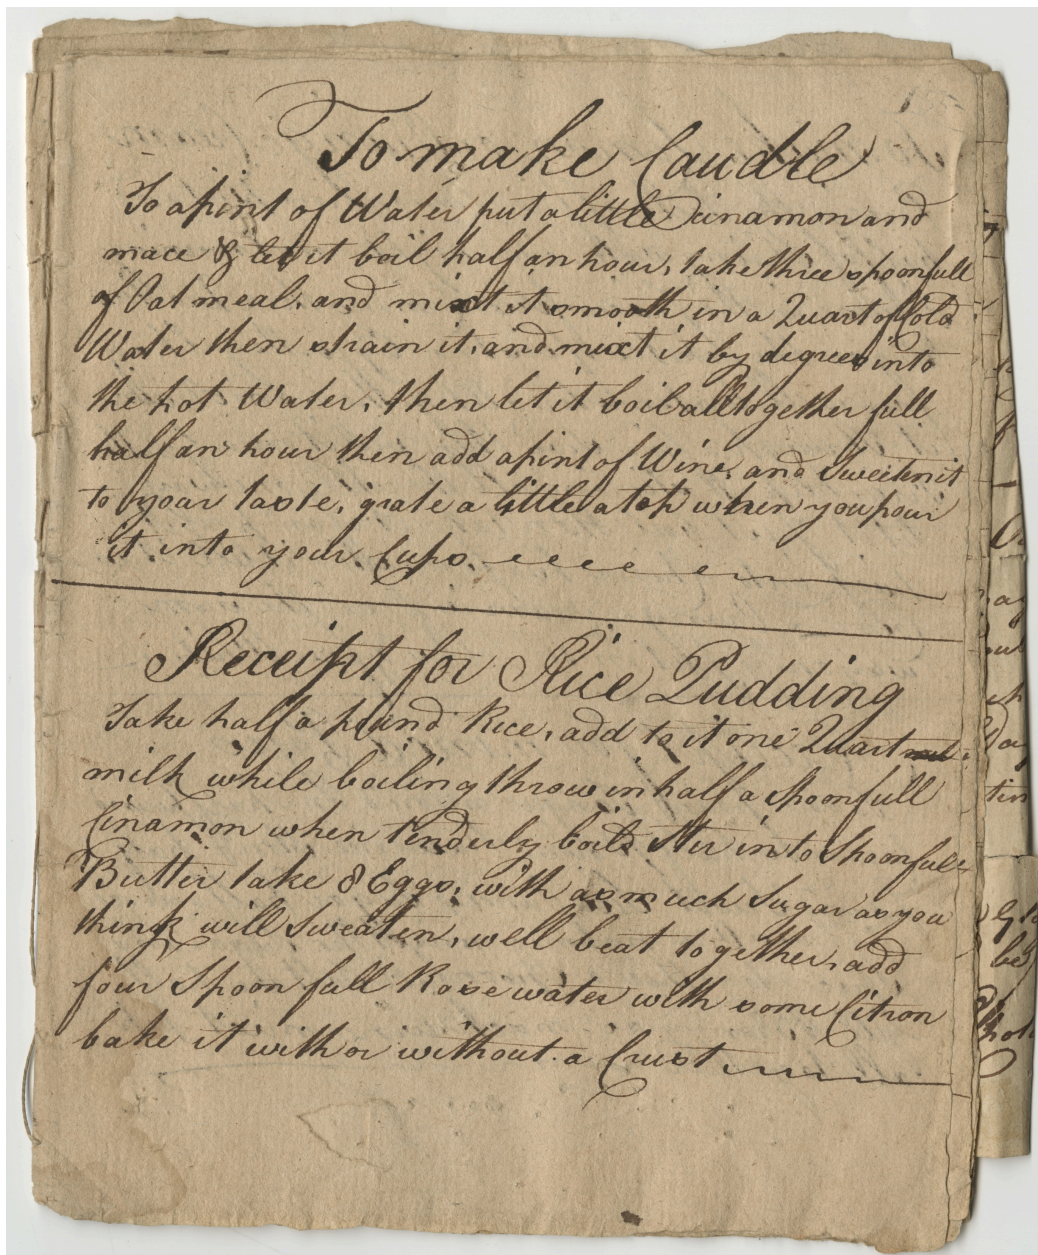 To make Caudle
To a pint of Water put a little Cinamon and
mace & let it boil half an hour, take three spoonfull
of Oatmeal, and mixt it smooth in a Quart of Cold
Water then strain it, and mixt it by degrees into
the hot Water, then let it boil alltogether full
half an hour then add a pint of Wine, and Sweeten it
to your taste, grate a little atop when you pour
it into your Cups.
Receipt for Rice Pudding
Take half a pound Rice, add to it one Quart
milk while boiling throw in half a spoonfull
Cinamon when tenderly boild stir in to Spoonfull
Butter take 8 Eggs, with as much Sugar as you
think will Sweaten, well beat together, add
four Spoon full Rose water with some Citron
bake it with or without a Crust